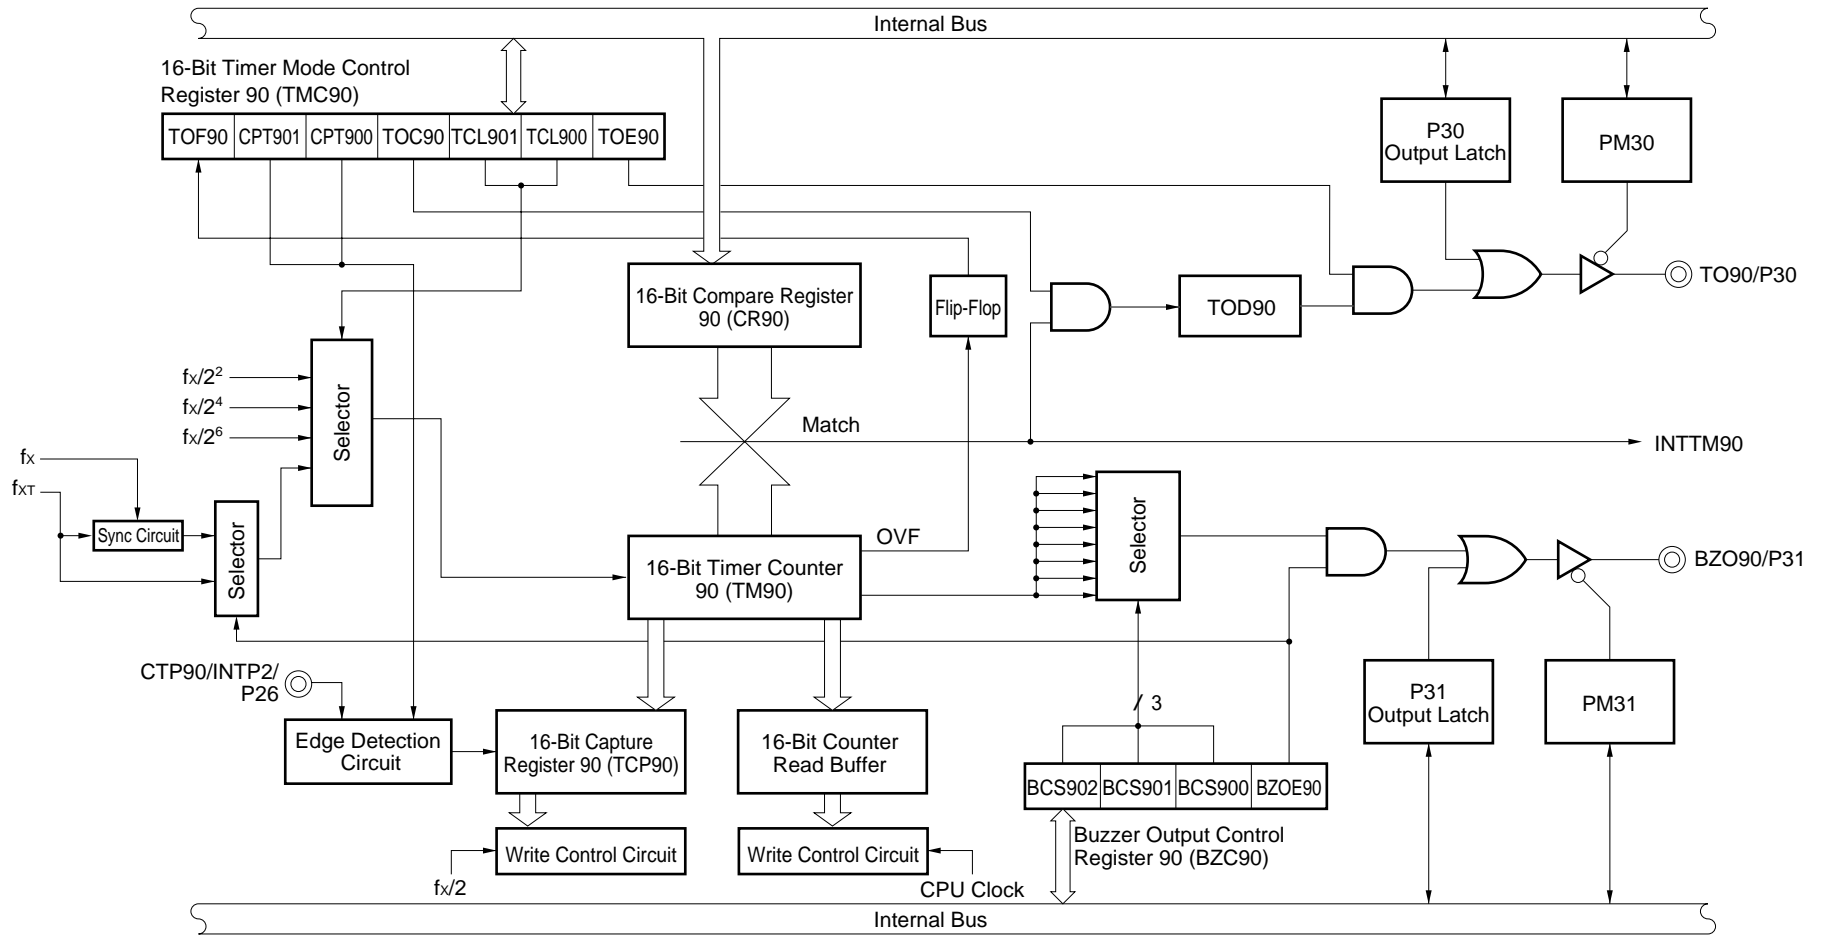 Internal Bus
16-Bit Timer Mode Control
Register 90 (TMC90)
TOF90 CPT901 CPT900 TOC90 TCL901 TCL900 TOE90
P30
Output Latch
PM30
16-Bit Compare Register
90 (CR90)
Flip-Flop
TOD90
TO90/P30
fX/2²
fX/2⁴
fX/2⁶
Selector
Match
INTTM90
fX
fXT
Sync Circuit
Selector
OVF
16-Bit Timer Counter
90 (TM90)
Selector
BZO90/P31
CTP90/INTP2/
P26
Edge Detection
Circuit
16-Bit Capture
Register 90 (TCP90)
16-Bit Counter
Read Buffer
/ 3
P31
Output Latch
PM31
BCS902 BCS901 BCS900 BZOE90
Buzzer Output Control
Register 90 (BZC90)
Write Control Circuit
Write Control Circuit
fX/2
CPU Clock
Internal Bus